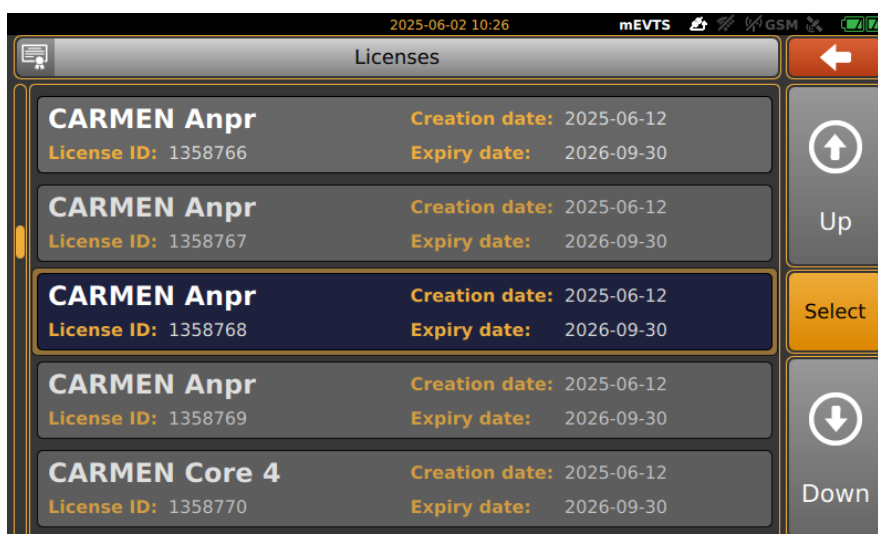 2025-06-02 10:26 mEVTS GSM
Licenses
CARMEN Anpr Creation date: 2025-06-12
License ID: 1358766 Expiry date: 2026-09-30
Up
CARMEN Anpr Creation date: 2025-06-12
License ID: 1358767 Expiry date: 2026-09-30
CARMEN Anpr Creation date: 2025-06-12
License ID: 1358768 Expiry date: 2026-09-30
Select
CARMEN Anpr Creation date: 2025-06-12
License ID: 1358769 Expiry date: 2026-09-30
CARMEN Core 4 Creation date: 2025-06-12
License ID: 1358770 Expiry date: 2026-09-30
Down